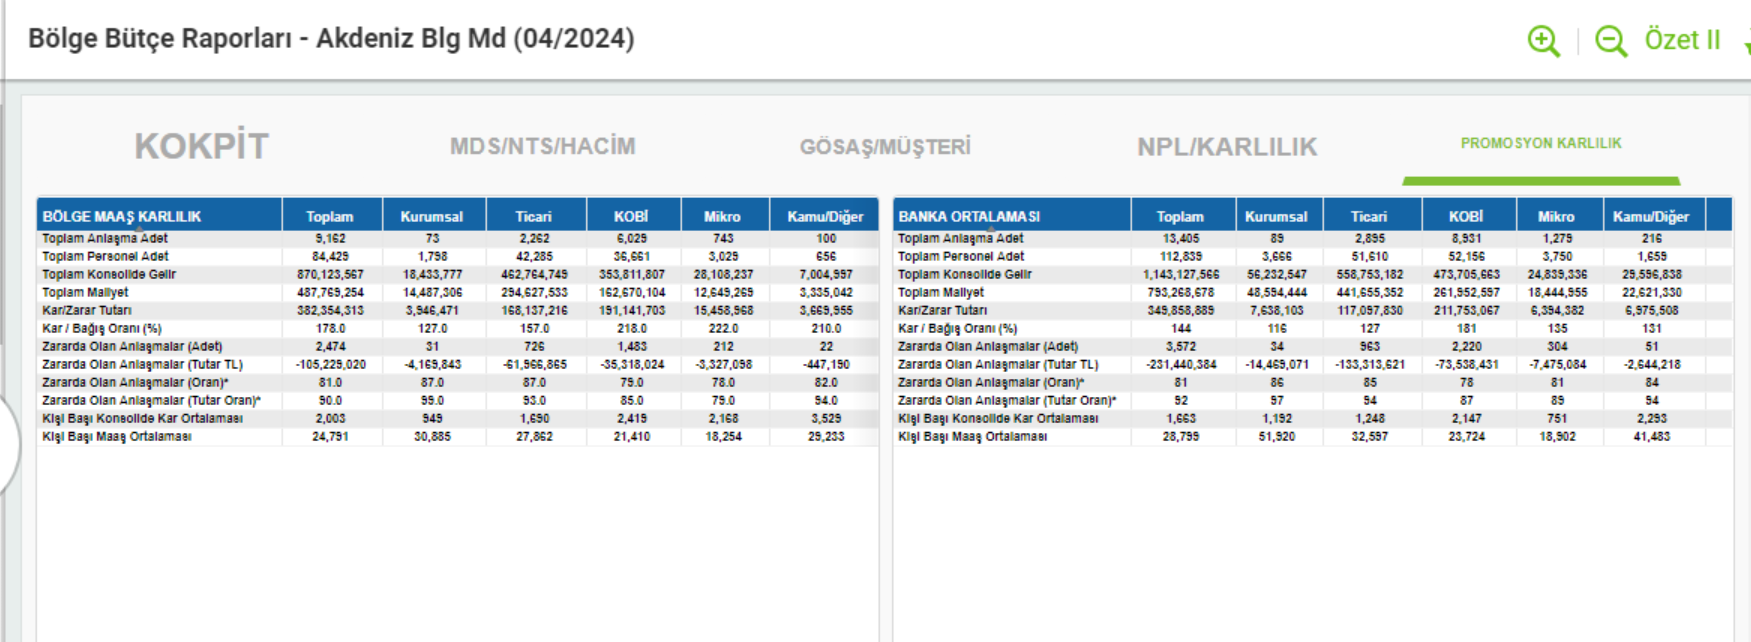 Bölge Bütçe Raporları - Akdeniz Blg Md (04/2024)
Özet II
KOKPİT MDS/NTS/HACİM GÖSAŞ/MÜŞTERİ NPL/KARLILIK PROMOSYON KARLILIK
BÖLGE MAAŞ KARLILIK Toplam Kurumsal Ticari KOBİ Mikro Kamu/Diğer
Toplam Anlaşma Adet 9,162 73 2,262 6,029 743 100
Toplam Personel Adet 84,429 1,798 42,285 36,661 3,029 656
Toplam Konsolide Gelir 870,123,567 18,433,777 462,764,749 353,811,807 28,108,237 7,004,997
Toplam Maliyet 487,769,254 14,487,306 294,627,533 162,670,104 12,649,269 3,335,042
Kar/Zarar Tutarı 382,354,313 3,946,471 168,137,216 191,141,703 15,458,968 3,669,955
Kar / Bağış Oranı (%) 178.0 127.0 157.0 218.0 222.0 210.0
Zararda Olan Anlaşmalar (Adet) 2,474 31 726 1,483 212 22
Zararda Olan Anlaşmalar (Tutar TL) -105,229,020 -4,169,843 -61,966,865 -35,318,024 -3,327,098 -447,190
Zararda Olan Anlaşmalar (Oran)* 81.0 87.0 87.0 79.0 78.0 82.0
Zararda Olan Anlaşmalar (Tutar Oran)* 90.0 99.0 93.0 85.0 79.0 94.0
Kişi Başı Konsolide Kar Ortalaması 2,003 949 1,690 2,419 2,168 3,529
Kişi Başı Maaş Ortalaması 24,791 30,885 27,862 21,410 18,254 29,233
BANKA ORTALAMASI Toplam Kurumsal Ticari KOBİ Mikro Kamu/Diğer
Toplam Anlaşma Adet 13,405 89 2,895 8,931 1,279 216
Toplam Personel Adet 112,839 3,666 51,610 52,156 3,750 1,659
Toplam Konsolide Gelir 1,143,127,566 56,232,547 558,753,182 473,705,663 24,839,336 29,596,838
Toplam Maliyet 793,268,678 48,594,444 441,655,352 261,952,597 18,444,955 22,621,330
Kar/Zarar Tutarı 349,858,889 7,638,103 117,097,830 211,753,067 6,394,382 6,975,508
Kar / Bağış Oranı (%) 144 116 127 181 135 131
Zararda Olan Anlaşmalar (Adet) 3,572 34 963 2,220 304 51
Zararda Olan Anlaşmalar (Tutar TL) -231,440,384 -14,469,071 -133,313,621 -73,538,431 -7,475,084 -2,644,218
Zararda Olan Anlaşmalar (Oran)* 81 86 85 78 81 84
Zararda Olan Anlaşmalar (Tutar Oran)* 92 97 94 87 89 94
Kişi Başı Konsolide Kar Ortalaması 1,663 1,192 1,248 2,147 751 2,293
Kişi Başı Maaş Ortalaması 28,799 51,920 32,597 23,724 18,902 41,483